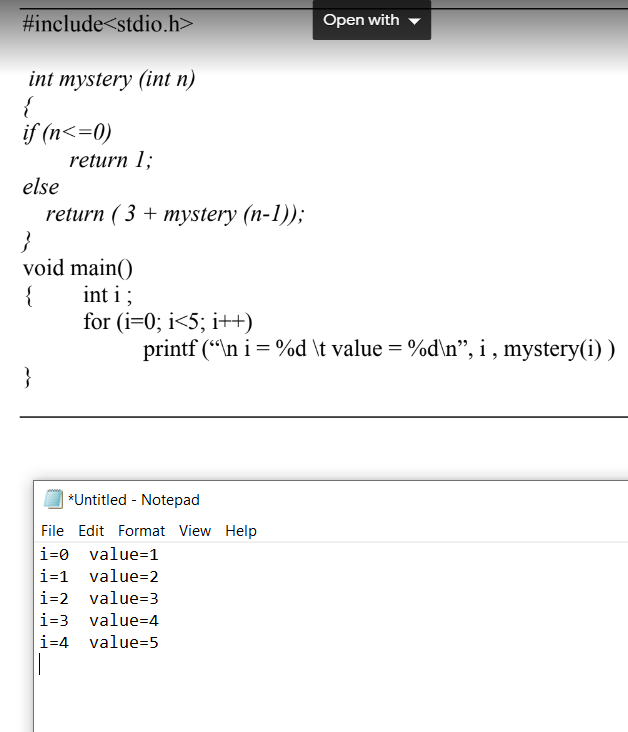 #include<stdio.h>
Open with
int mystery (int n)
{
if (n<=0)
return 1;
else
return ( 3 + mystery (n-1));
}
void main()
{ int i ;
for (i=0; i<5; i++)
printf (“\n i = %d \t value = %d\n”, i , mystery(i) )
}
*Untitled - Notepad
File Edit Format View Help
i=0 value=1
i=1 value=2
i=2 value=3
i=3 value=4
i=4 value=5